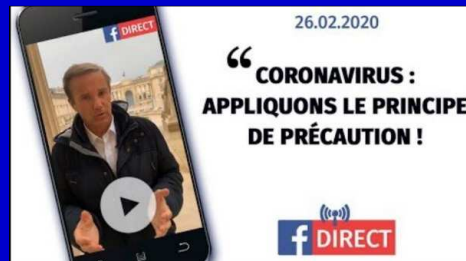 f DIRECT
26.02.2020
“ CORONAVIRUS :
APPLIQUONS LE PRINCIPE
DE PRÉCAUTION !
f DIRECT